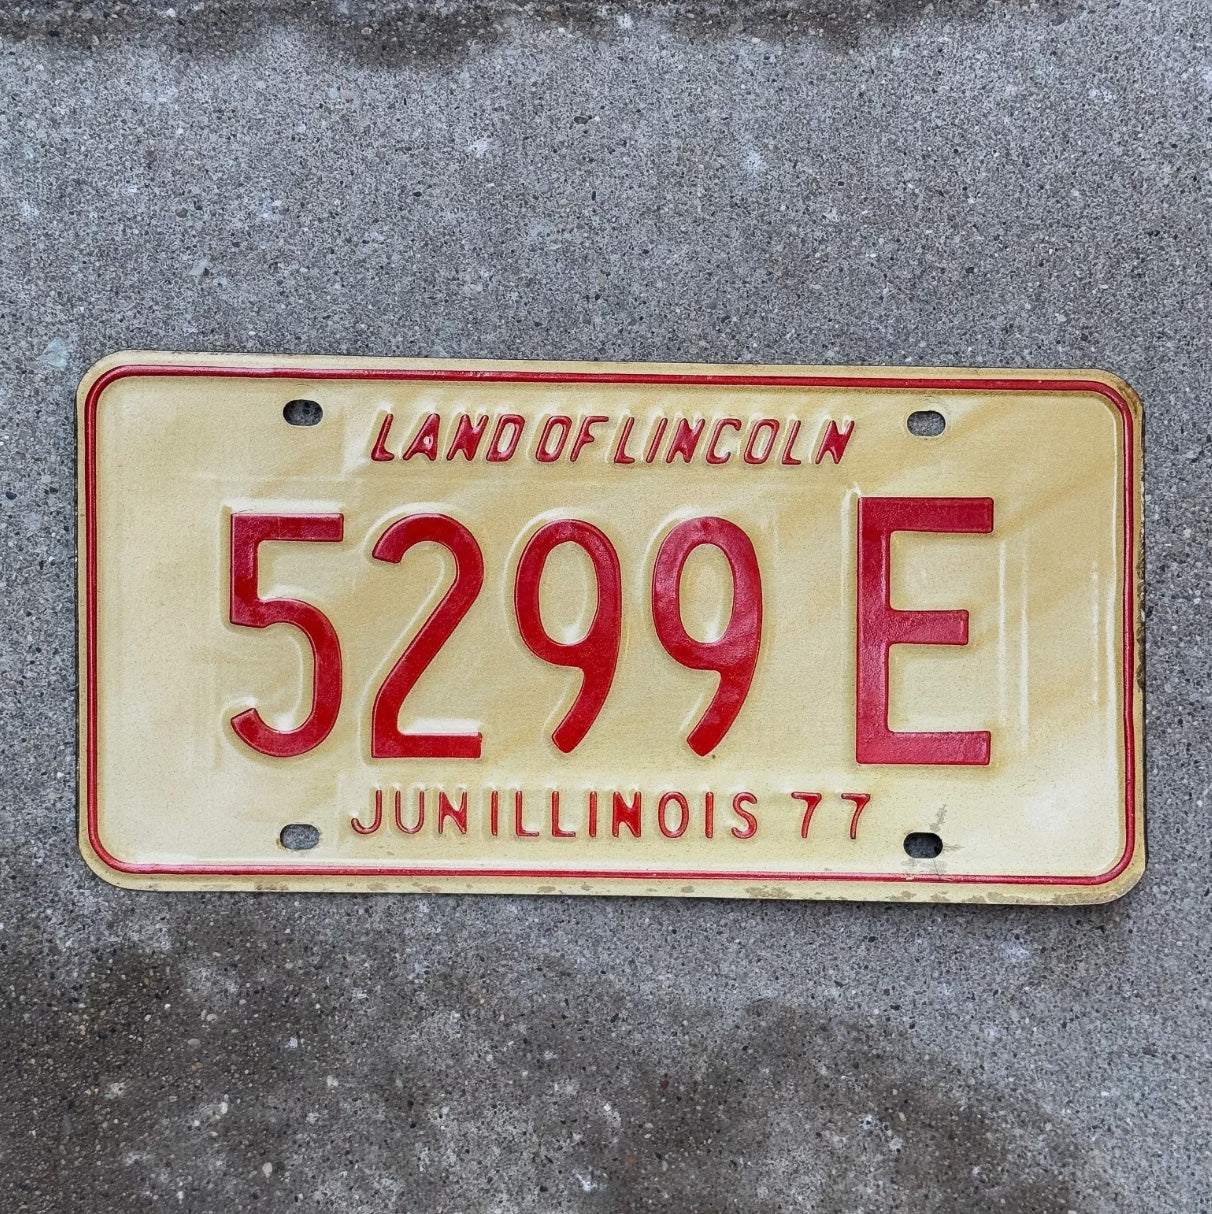 LAND OF LINCOLN
5299 E
JUN ILLINOIS 77